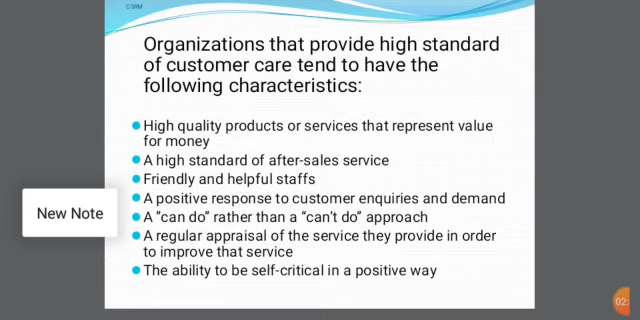 CSRM
Organizations that provide high standard
of customer care tend to have the
following characteristics:
High quality products or services that represent value
for money
A high standard of after-sales service
Friendly and helpful staffs
A positive response to customer enquiries and demand
A "can do" rather than a "can't do" approach
New Note
A regular appraisal of the service they provide in order
to improve that service
The ability to be self-critical in a positive way
02: